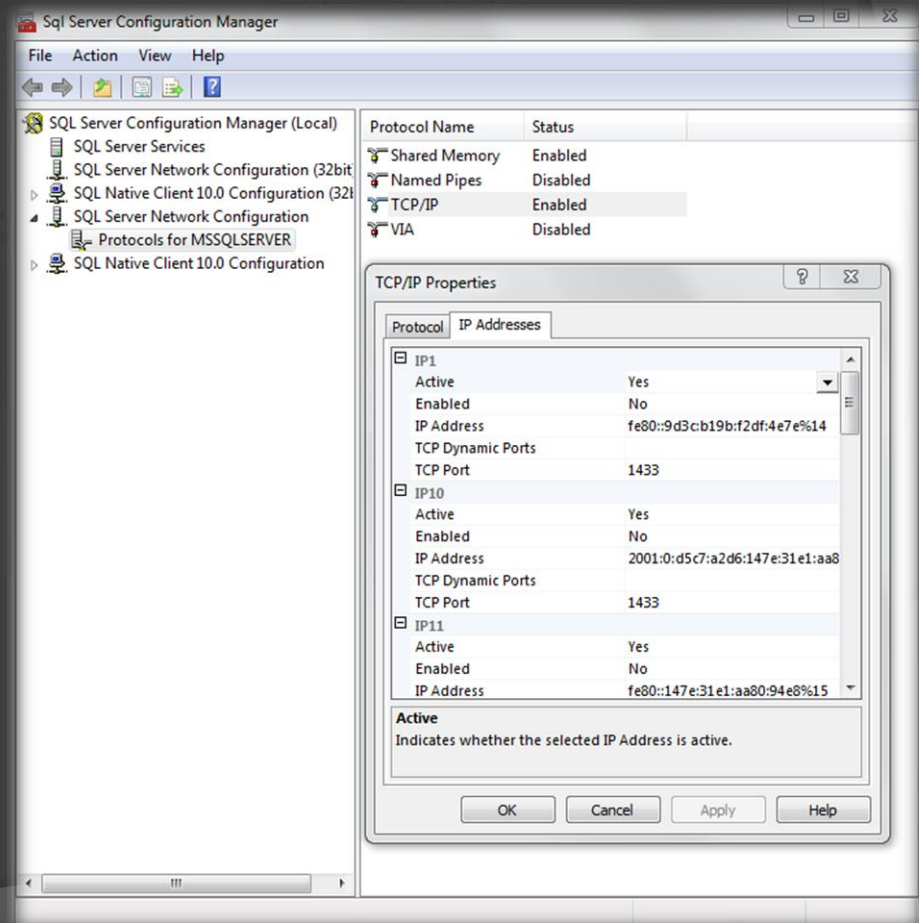 Sql Server Configuration Manager
File Action View Help
SQL Server Configuration Manager (Local)
SQL Server Services
SQL Server Network Configuration (32bit
SQL Native Client 10.0 Configuration (32b
SQL Server Network Configuration
Protocols for MSSQLSERVER
SQL Native Client 10.0 Configuration
Protocol Name Status
Shared Memory Enabled
Named Pipes Disabled
TCP/IP Enabled
VIA Disabled
TCP/IP Properties
Protocol IP Addresses
IP1
Active Yes
Enabled No
IP Address fe80::9d3c:b19b:f2df:4e7e%14
TCP Dynamic Ports
TCP Port 1433
IP10
Active Yes
Enabled No
IP Address 2001:0:d5c7:a2d6:147e:31e1:aa8
TCP Dynamic Ports
TCP Port 1433
IP11
Active Yes
Enabled No
IP Address fe80::147e:31e1:aa80:94e8%15
Active
Indicates whether the selected IP Address is active.
OK Cancel Apply Help